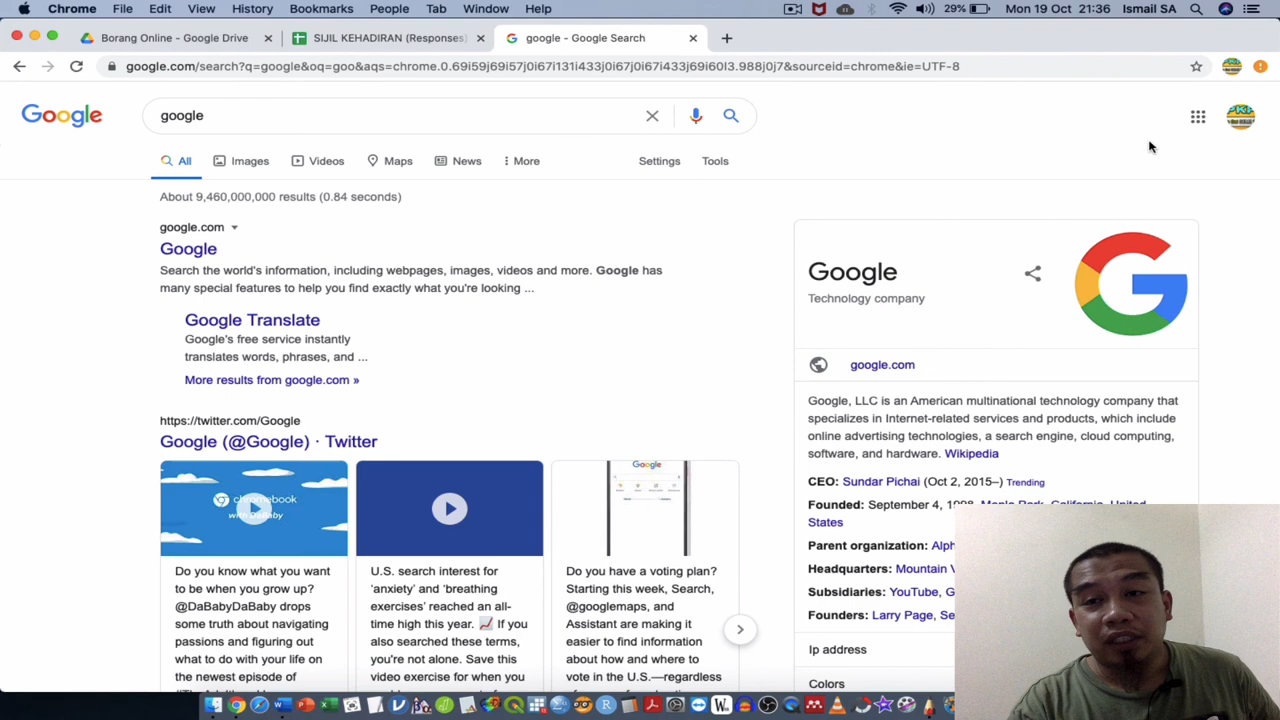 Chrome File Edit View History Bookmarks People Tab Window Help 29% Mon 19 Oct 21:36 Ismail SA
Borang Online - Google Drive SIJIL KEHADIRAN (Responses) google - Google Search
google.com/search?q=google&oq=goo&aqs=chrome.0.69i59j69i57j0i67i131i433j0i67j0i67i433j69i60l3.988j0j7&sourceid=chrome&ie=UTF-8
Google google
All Images Videos Maps News More Settings Tools
About 9,460,000,000 results (0.84 seconds)
google.com
Google
Search the world's information, including webpages, images, videos and more. Google has
many special features to help you find exactly what you're looking ...
Google Translate
Google's free service instantly
translates words, phrases, and ...
More results from google.com »
https://twitter.com/Google
Google (@Google) · Twitter
chromebook
with DaBaby
Google
Do you know what you want
to be when you grow up?
@DaBabyDaBaby drops
some truth about navigating
passions and figuring out
what to do with your life on
the newest episode of
U.S. search interest for
'anxiety' and 'breathing
exercises' reached an all-
time high this year. 📈 If you
also searched these terms,
you're not alone. Save this
video exercise for when you
Do you have a voting plan?
Starting this week, Search,
@googlemaps, and
Assistant are making it
easier to find information
about how and where to
vote in the U.S.—regardless
Google
Technology company
google.com
Google, LLC is an American multinational technology company that
specializes in Internet-related services and products, which include
online advertising technologies, a search engine, cloud computing,
software, and hardware. Wikipedia
CEO: Sundar Pichai (Oct 2, 2015–) Trending
Founded: September 4, 1998, Menlo Park, California, United
States
Parent organization: Alph
Headquarters: Mountain V
Subsidiaries: YouTube, G
Founders: Larry Page, Se
Ip address
Colors